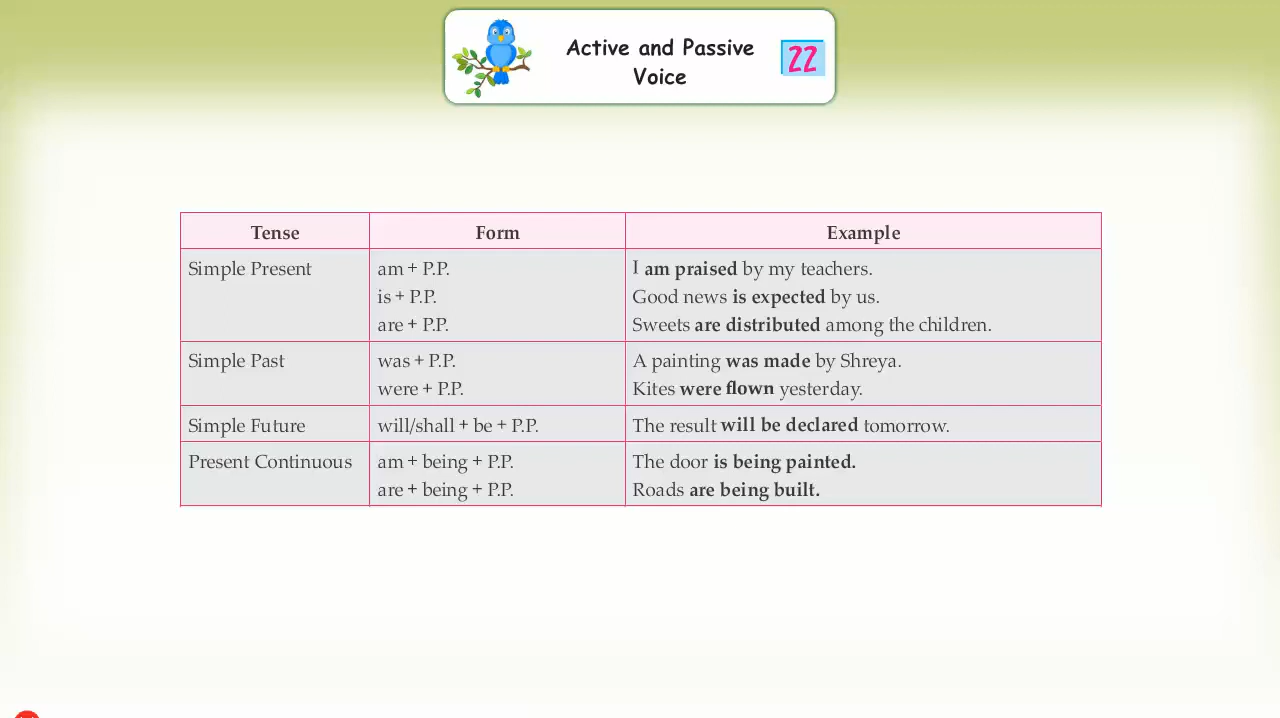 Active and Passive
Voice
22
Tense Form Example
Simple Present am + P.P. I am praised by my teachers.
is + P.P. Good news is expected by us.
are + P.P. Sweets are distributed among the children.
Simple Past was + P.P. A painting was made by Shreya.
were + P.P. Kites were flown yesterday.
Simple Future will/shall + be + P.P. The result will be declared tomorrow.
Present Continuous am + being + P.P. The door is being painted.
are + being + P.P. Roads are being built.